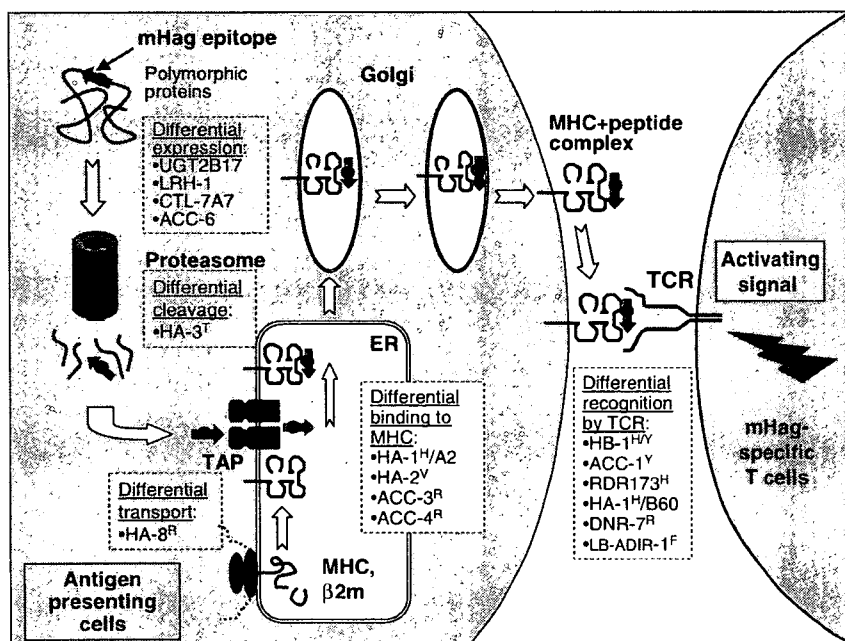 mHag epitope
Polymorphic
proteins
Differential
expression:
•UGT2B17
•LRH-1
•CTL-7A7
•ACC-6
Golgi
MHC+peptide
complex
Proteasome
Differential
cleavage:
•HA-3ᵀ
TCR
Activating
signal
ER
Differential
binding to
MHC:
•HA-1ᴴ/A2
•HA-2ⱽ
•ACC-3ᴿ
•ACC-4ᴿ
Differential
recognition
by TCR:
•HB-1ᴴ/ʸ
•ACC-1ʸ
•RDR173ᴴ
•HA-1ᴴ/B60
•DNR-7ᴿ
•LB-ADIR-1ꟳ
mHag-
specific
T cells
TAP
Differential
transport:
•HA-8ᴿ
MHC,
β2m
Antigen
presenting
cells